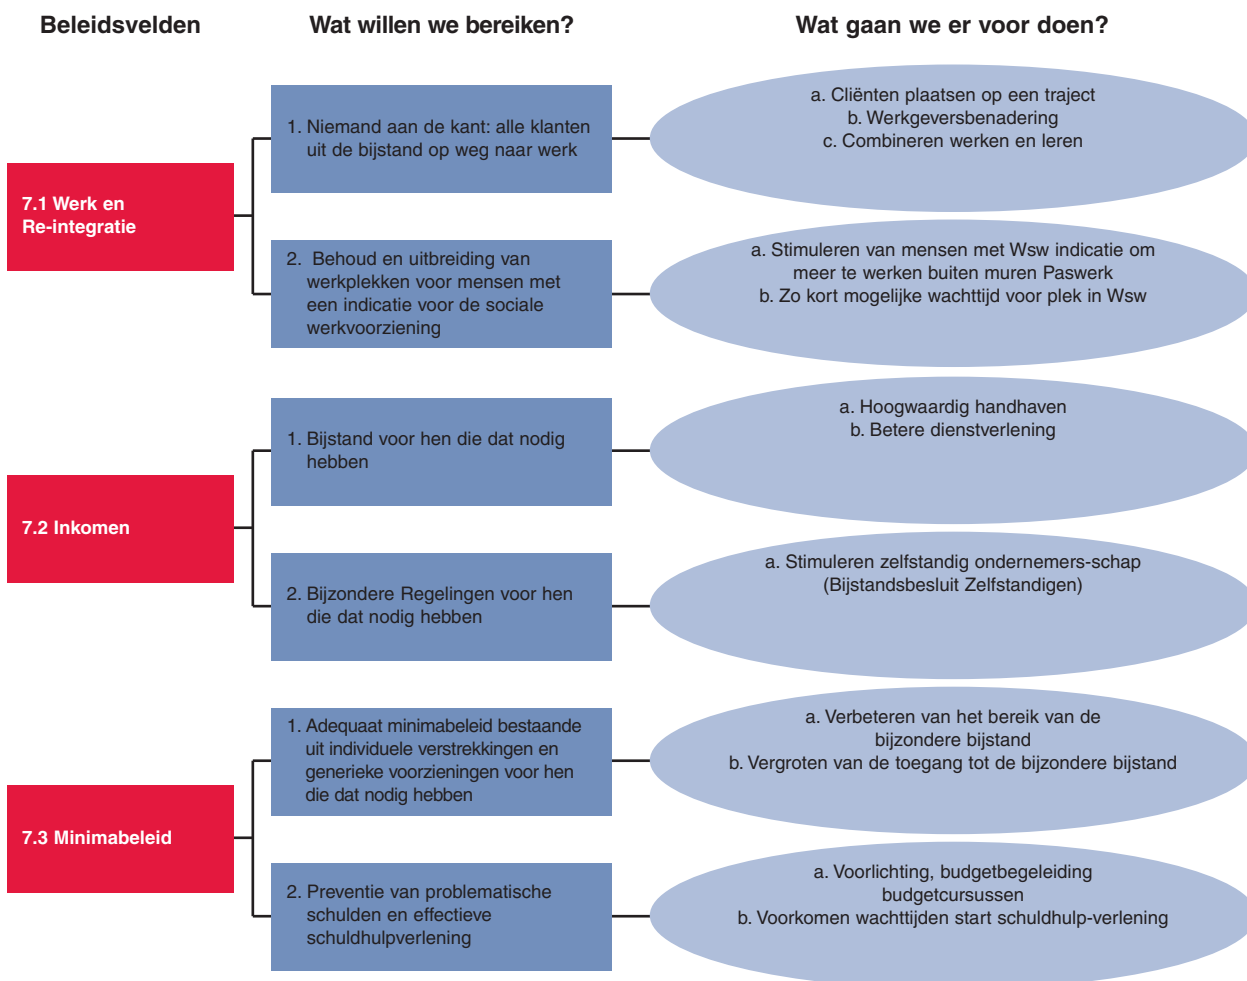 Beleidsvelden
Wat willen we bereiken?
Wat gaan we er voor doen?
7.1 Werk en
Re-integratie
1. Niemand aan de kant: alle klanten
uit de bijstand op weg naar werk
a. Cliënten plaatsen op een traject
b. Werkgeversbenadering
c. Combineren werken en leren
2. Behoud en uitbreiding van
werkplekken voor mensen met
een indicatie voor de sociale
werkvoorziening
a. Stimuleren van mensen met Wsw indicatie om
meer te werken buiten muren Paswerk
b. Zo kort mogelijke wachttijd voor plek in Wsw
7.2 Inkomen
1. Bijstand voor hen die dat nodig
hebben
a. Hoogwaardig handhaven
b. Betere dienstverlening
2. Bijzondere Regelingen voor hen
die dat nodig hebben
a. Stimuleren zelfstandig ondernemers-schap
(Bijstandsbesluit Zelfstandigen)
7.3 Minimabeleid
1. Adequaat minimabeleid bestaande
uit individuele verstrekkingen en
generieke voorzieningen voor hen
die dat nodig hebben
a. Verbeteren van het bereik van de
bijzondere bijstand
b. Vergroten van de toegang tot de bijzondere bijstand
2. Preventie van problematische
schulden en effectieve
schuldhulpverlening
a. Voorlichting, budgetbegeleiding
budgetcursussen
b. Voorkomen wachttijden start schuldhulp-verlening